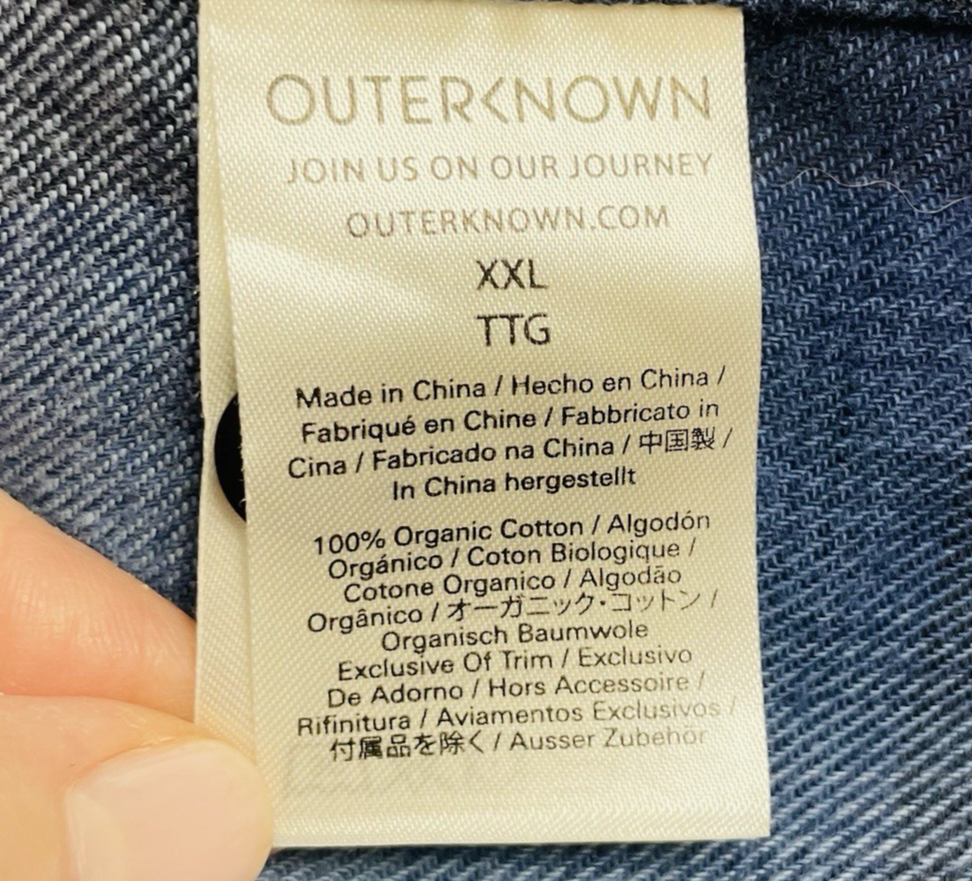 OUTERKNOWN
JOIN US ON OUR JOURNEY
OUTERKNOWN.COM
XXL
TTG
Made in China / Hecho en China /
Fabriqué en Chine / Fabbricato in
Cina / Fabricado na China / 中国製 /
In China hergestellt
100% Organic Cotton / Algodón
Orgánico / Coton Biologique /
Cotone Organico / Algodão
Orgânico / オーガニック・コットン /
Organisch Baumwole
Exclusive Of Trim / Exclusivo
De Adorno / Hors Accessoire /
Rifinitura / Aviamentos Exclusivos /
付属品を除く / Ausser Zubehör